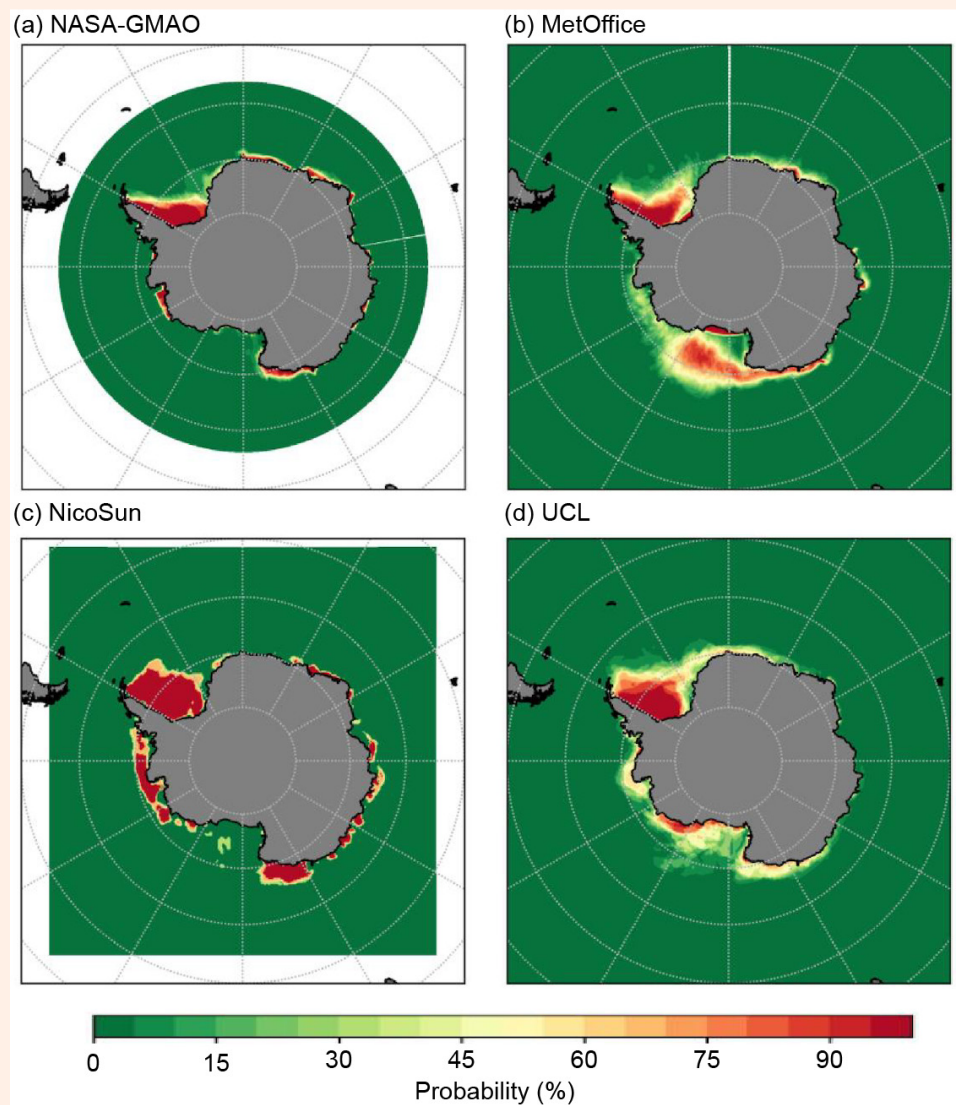 (a) NASA-GMAO
(b) MetOffice
(c) NicoSun
(d) UCL
0 15 30 45 60 75 90
Probability (%)